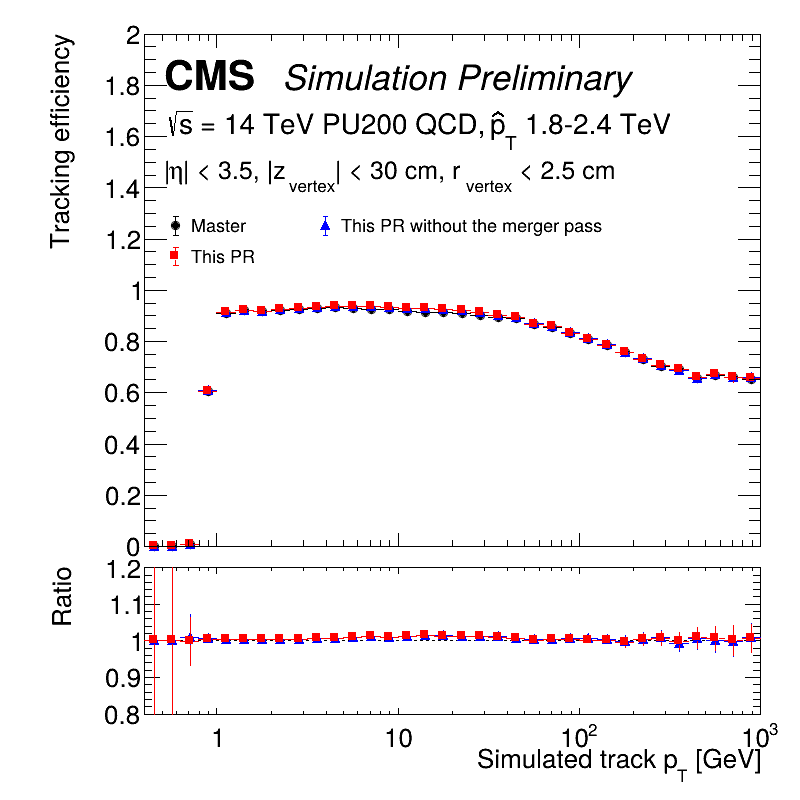 CMS Simulation Preliminary
√s = 14 TeV PU200 QCD, p̂T 1.8-2.4 TeV
|η| < 3.5, |z vertex| < 30 cm, r vertex < 2.5 cm
Master
This PR without the merger pass
This PR
Tracking efficiency
2
1.8
1.6
1.4
1.2
1
0.8
0.6
0.4
0.2
0
Ratio
1.2
1.1
1
0.9
0.8
1 10 10² 10³
Simulated track pT [GeV]